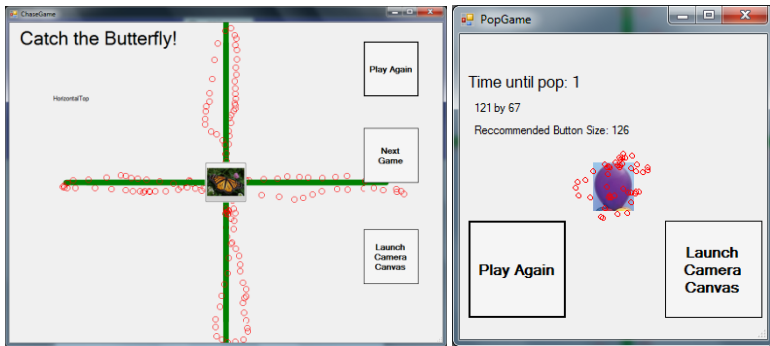 ChaseGame
Catch the Butterfly!
HorizontalTop
Play Again
Next
Game
Launch
Camera
Canvas
PopGame
Time until pop: 1
121 by 67
Reccommended Button Size: 126
Play Again
Launch
Camera
Canvas